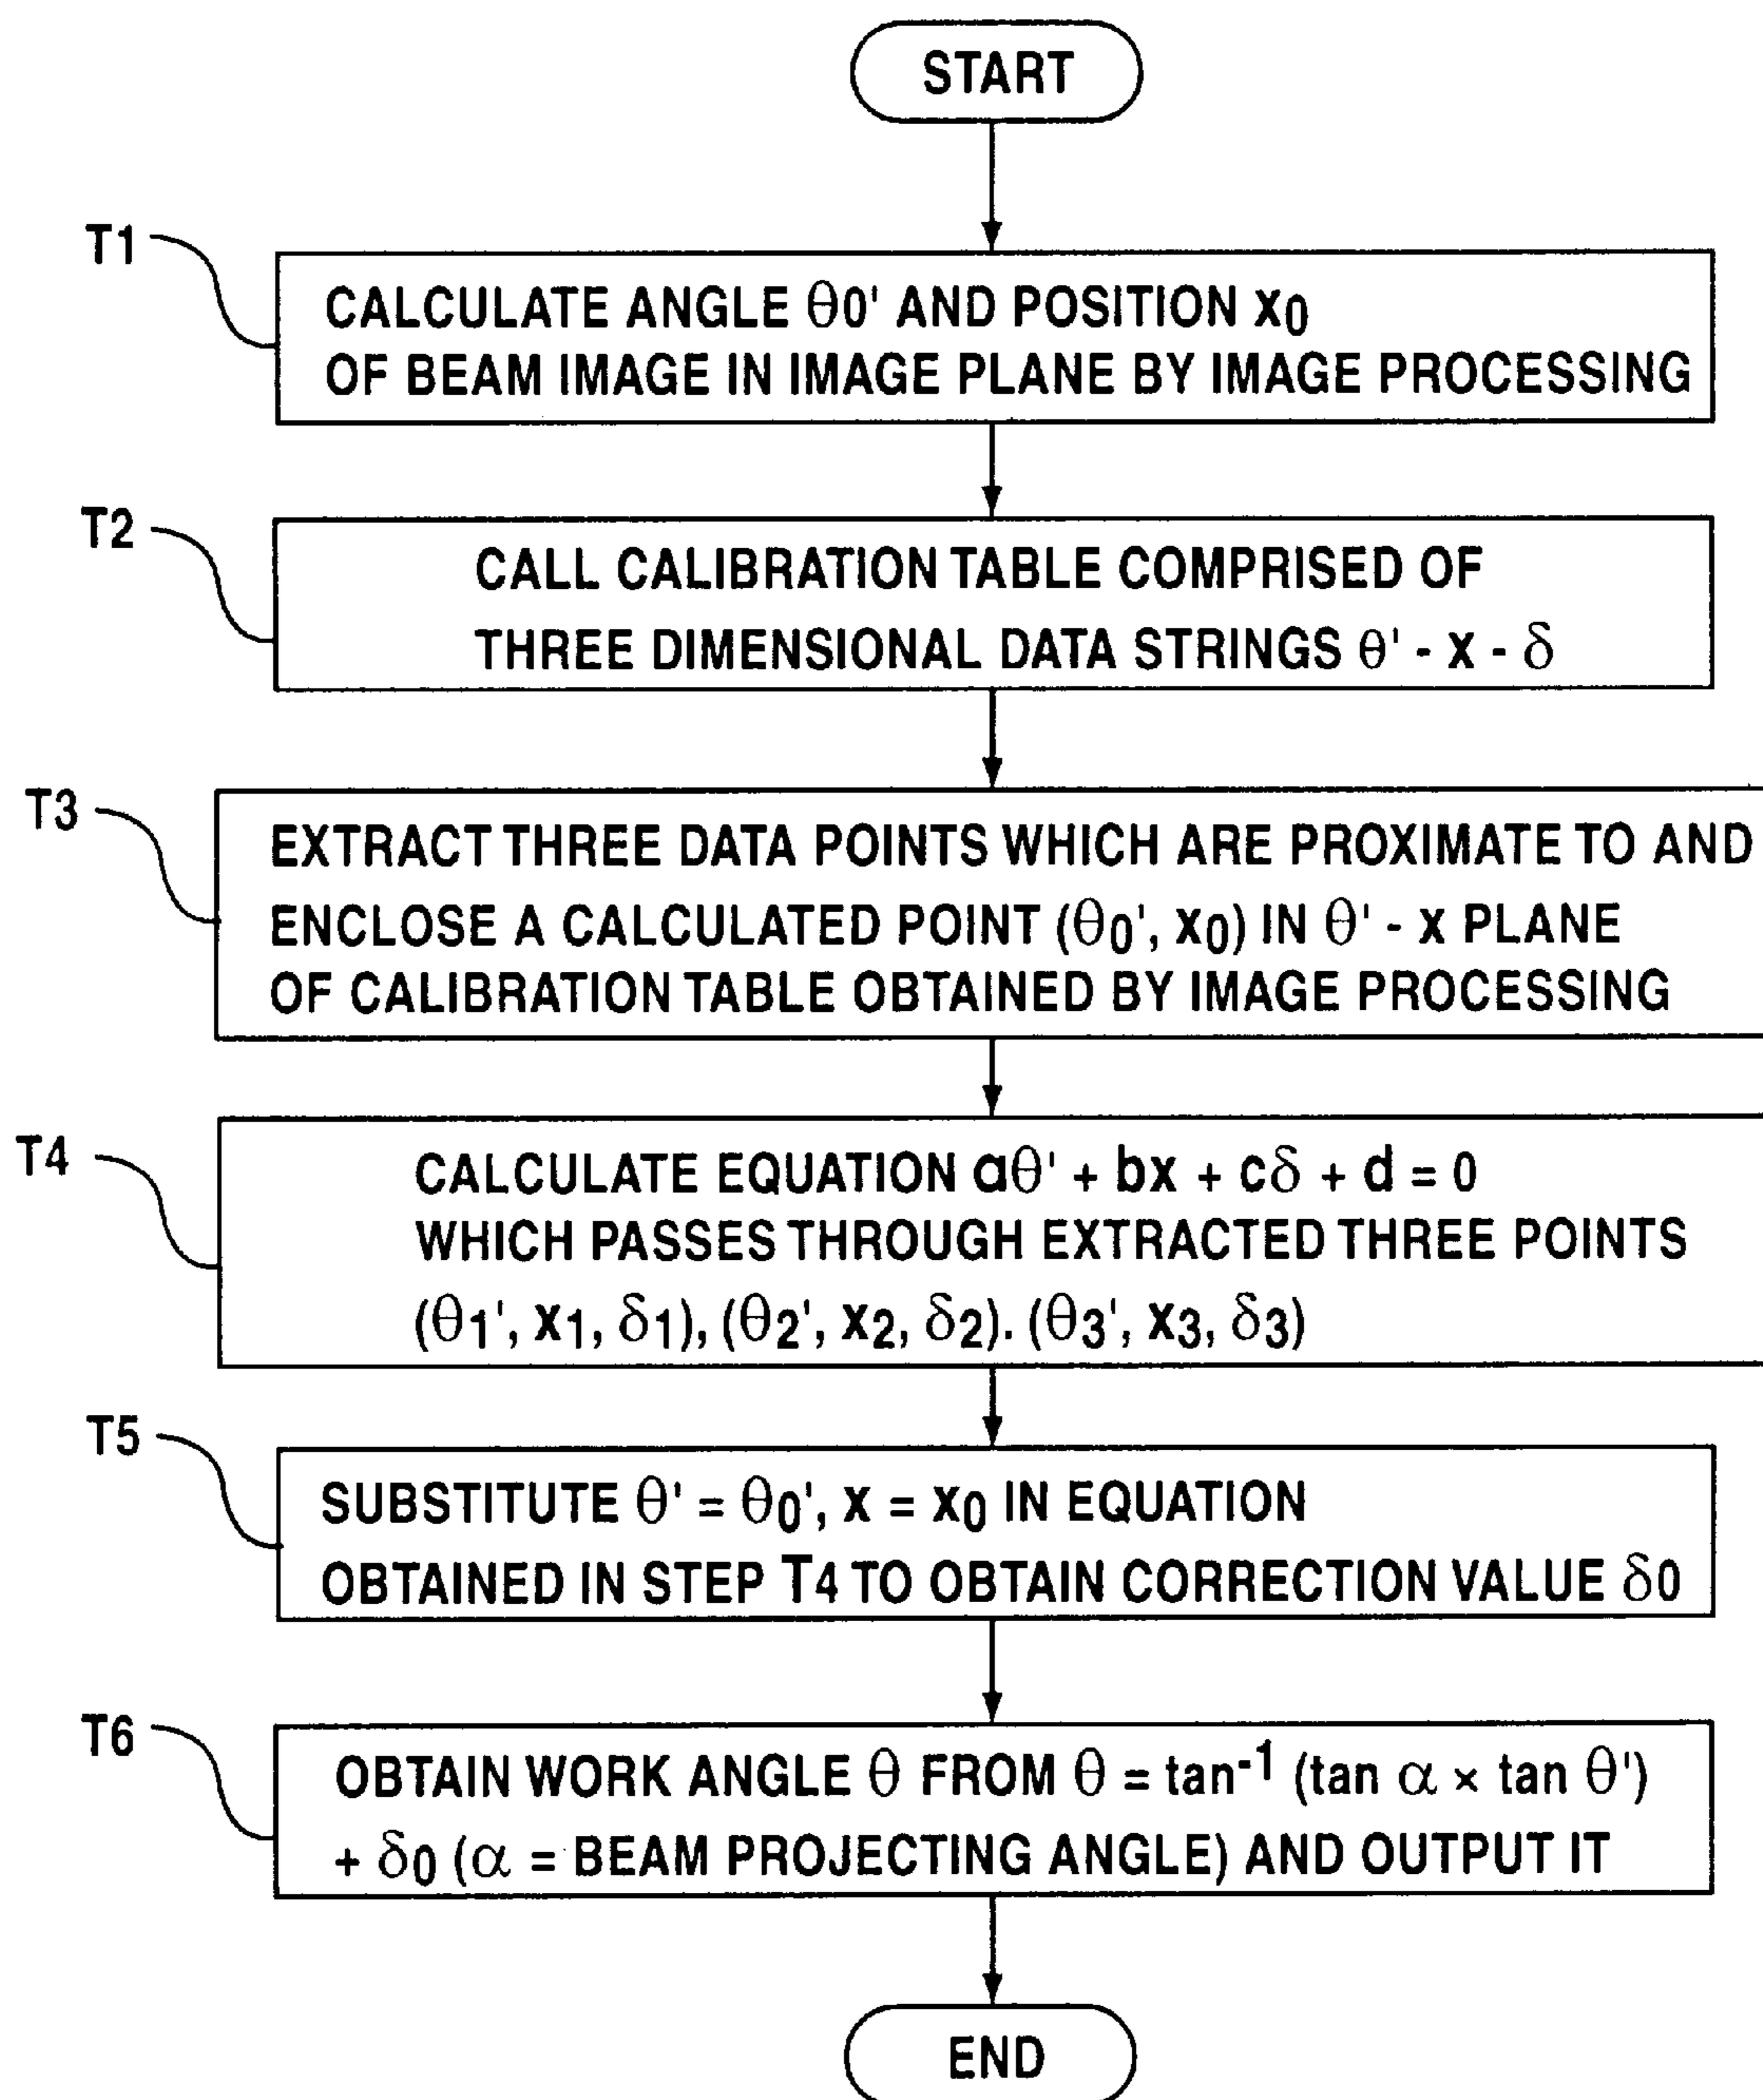 START
T1
CALCULATE ANGLE θ0' AND POSITION x0
OF BEAM IMAGE IN IMAGE PLANE BY IMAGE PROCESSING
T2
CALL CALIBRATION TABLE COMPRISED OF
THREE DIMENSIONAL DATA STRINGS θ' - x - δ
T3
EXTRACT THREE DATA POINTS WHICH ARE PROXIMATE TO AND
ENCLOSE A CALCULATED POINT (θ0', x0) IN θ' - x PLANE
OF CALIBRATION TABLE OBTAINED BY IMAGE PROCESSING
T4
CALCULATE EQUATION aθ' + bx + cδ + d = 0
WHICH PASSES THROUGH EXTRACTED THREE POINTS
(θ1', x1, δ1), (θ2', x2, δ2). (θ3', x3, δ3)
T5
SUBSTITUTE θ' = θ0', x = x0 IN EQUATION
OBTAINED IN STEP T4 TO OBTAIN CORRECTION VALUE δ0
T6
OBTAIN WORK ANGLE θ FROM θ = tan-1 (tan α × tan θ')
+ δ0 (α = BEAM PROJECTING ANGLE) AND OUTPUT IT
END